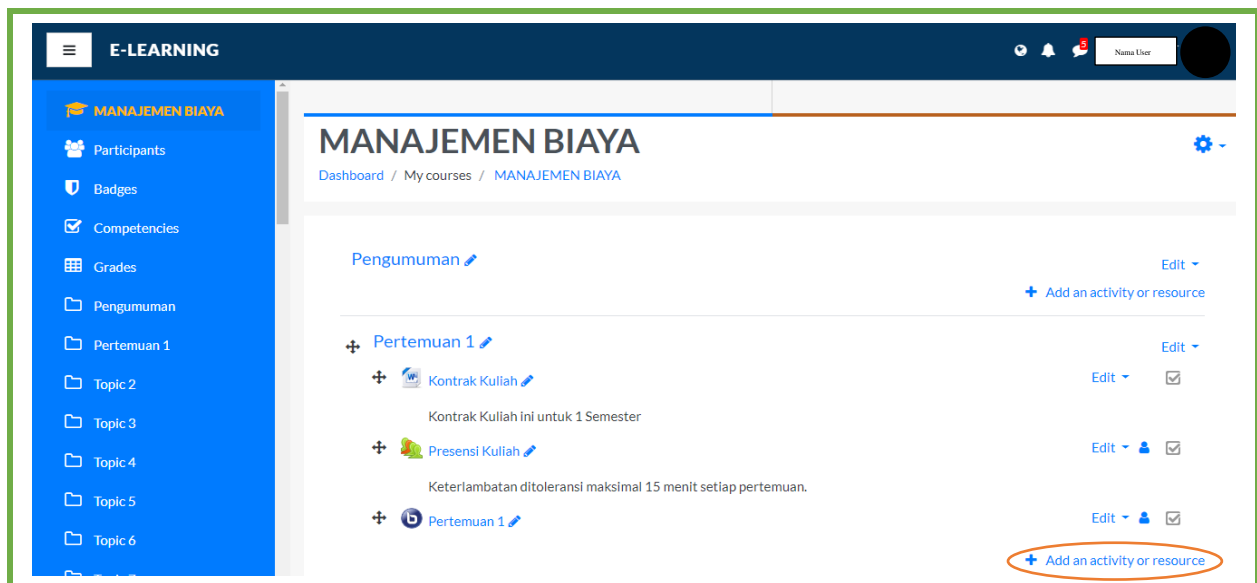 E-LEARNING
5
Nama User
MANAJEMEN BIAYA
Participants
Badges
Competencies
Grades
Pengumuman
Pertemuan 1
Topic 2
Topic 3
Topic 4
Topic 5
Topic 6
MANAJEMEN BIAYA
Dashboard / My courses / MANAJEMEN BIAYA
Pengumuman
Edit
Add an activity or resource
Pertemuan 1
Edit
Kontrak Kuliah
Edit
Kontrak Kuliah ini untuk 1 Semester
Presensi Kuliah
Edit
Keterlambatan ditoleransi maksimal 15 menit setiap pertemuan.
Pertemuan 1
Edit
Add an activity or resource